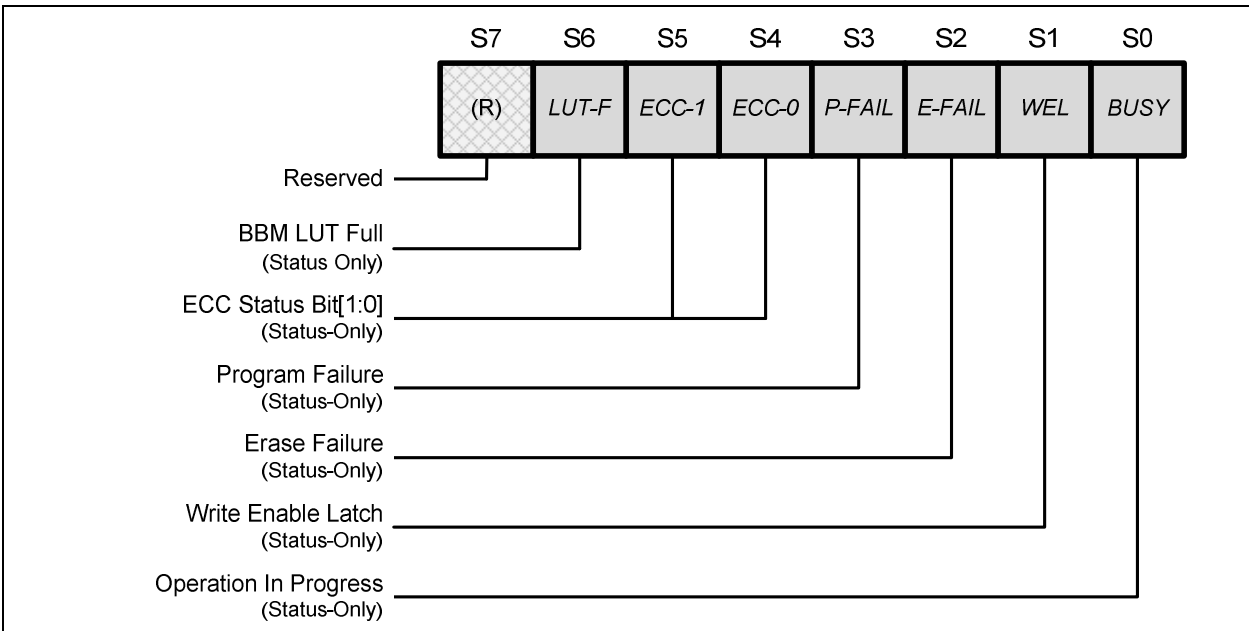 S7 S6 S5 S4 S3 S2 S1 S0
(R) LUT-F ECC-1 ECC-0 P-FAIL E-FAIL WEL BUSY
Reserved
BBM LUT Full
(Status Only)
ECC Status Bit[1:0]
(Status-Only)
Program Failure
(Status-Only)
Erase Failure
(Status-Only)
Write Enable Latch
(Status-Only)
Operation In Progress
(Status-Only)